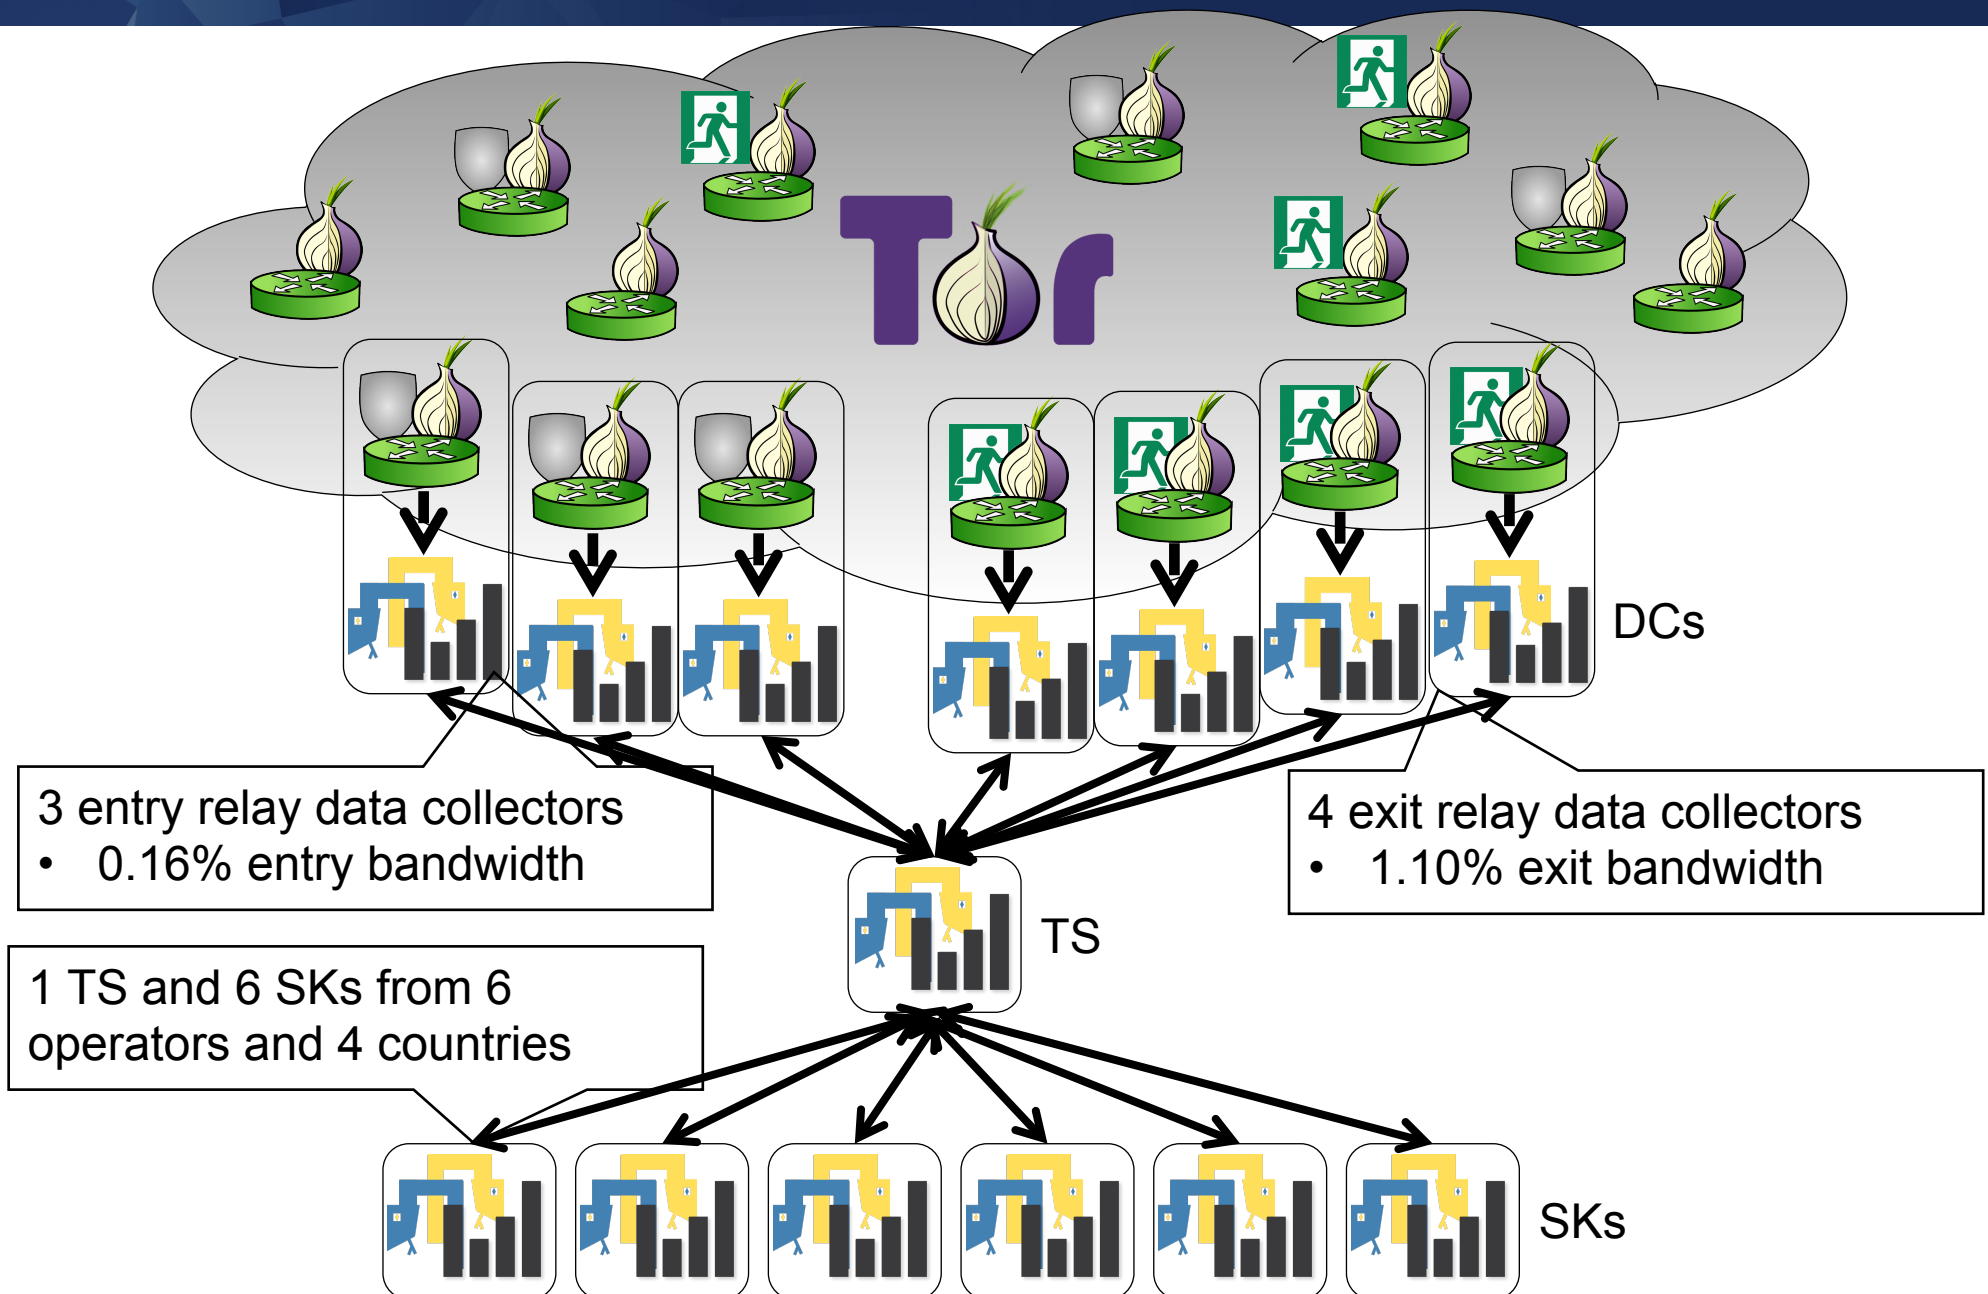 Tor
DCs
3 entry relay data collectors
• 0.16% entry bandwidth
4 exit relay data collectors
• 1.10% exit bandwidth
TS
1 TS and 6 SKs from 6
operators and 4 countries
SKs